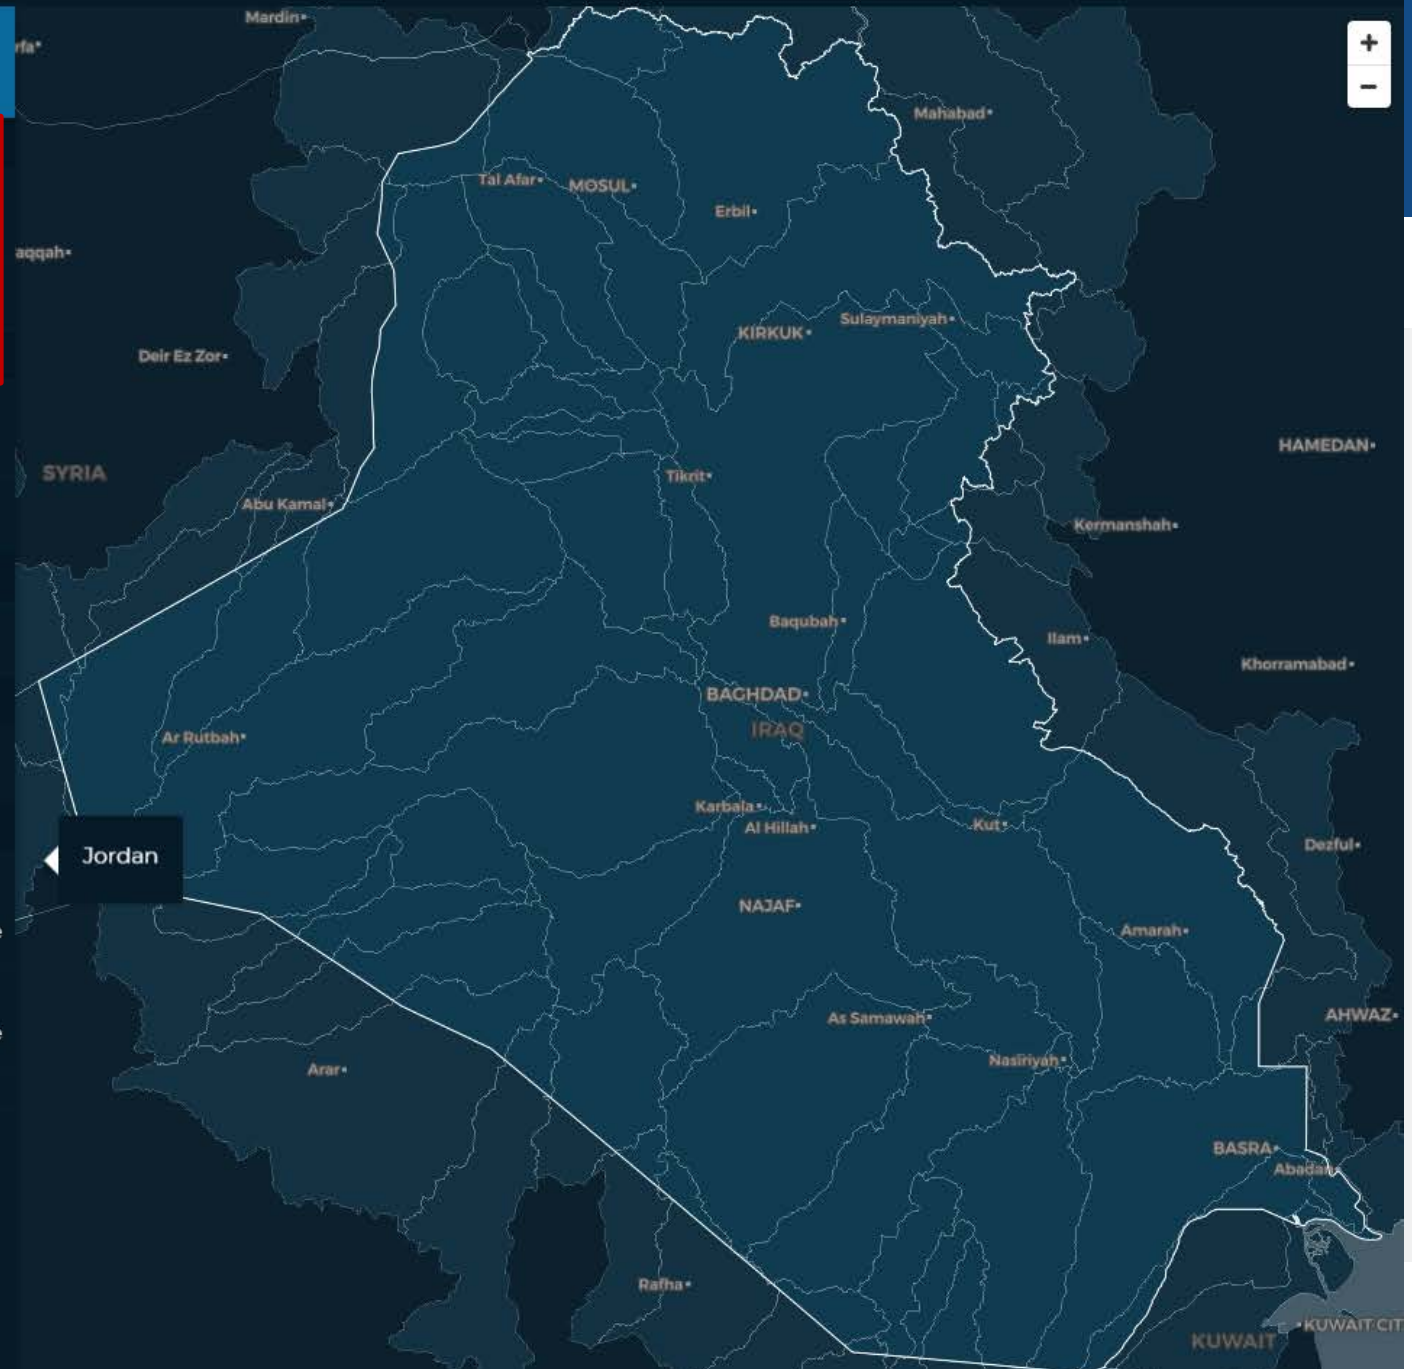 Mardin
rfa
+
−
Mahabad
Tal Afar
MOSUL
Erbil
aqqah
KIRKUK
Sulaymaniyah
Deir Ez Zor
HAMEDAN
SYRIA
Tikrit
Abu Kamal
Kermanshah
Baqubah
Ilam
Khorramabad
BAGHDAD
IRAQ
Ar Rutbah
Karbala
Al Hillah
Kut
Dezful
Jordan
NAJAF
Amarah
e
AHWAZ
As Samawah
e
Nasiriyah
Arar
BASRA
Abadan
Rafha
KUWAIT CIT
KUWAIT